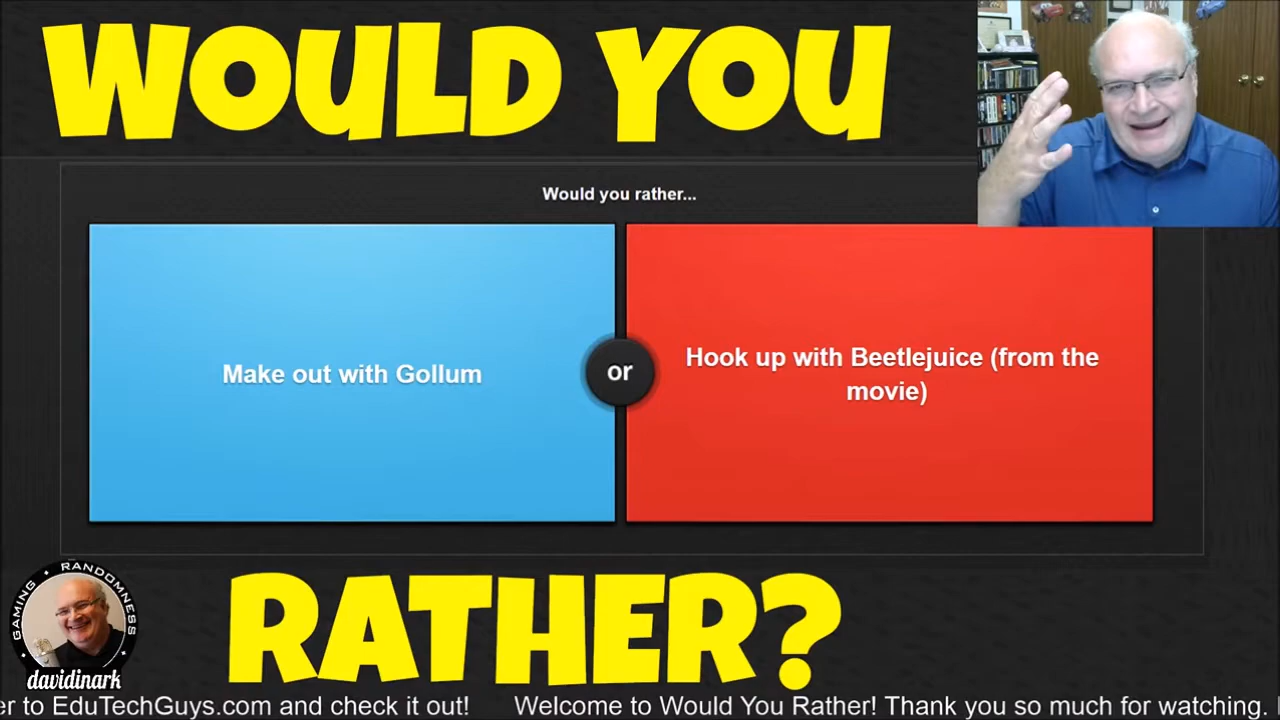 WOULD YOU
Would you rather...
Make out with Gollum
or
Hook up with Beetlejuice (from the
movie)
RATHER?
GAMING • RANDOMNESS
davidinark
er to EduTechGuys.com and check it out! Welcome to Would You Rather! Thank you so much for watching.